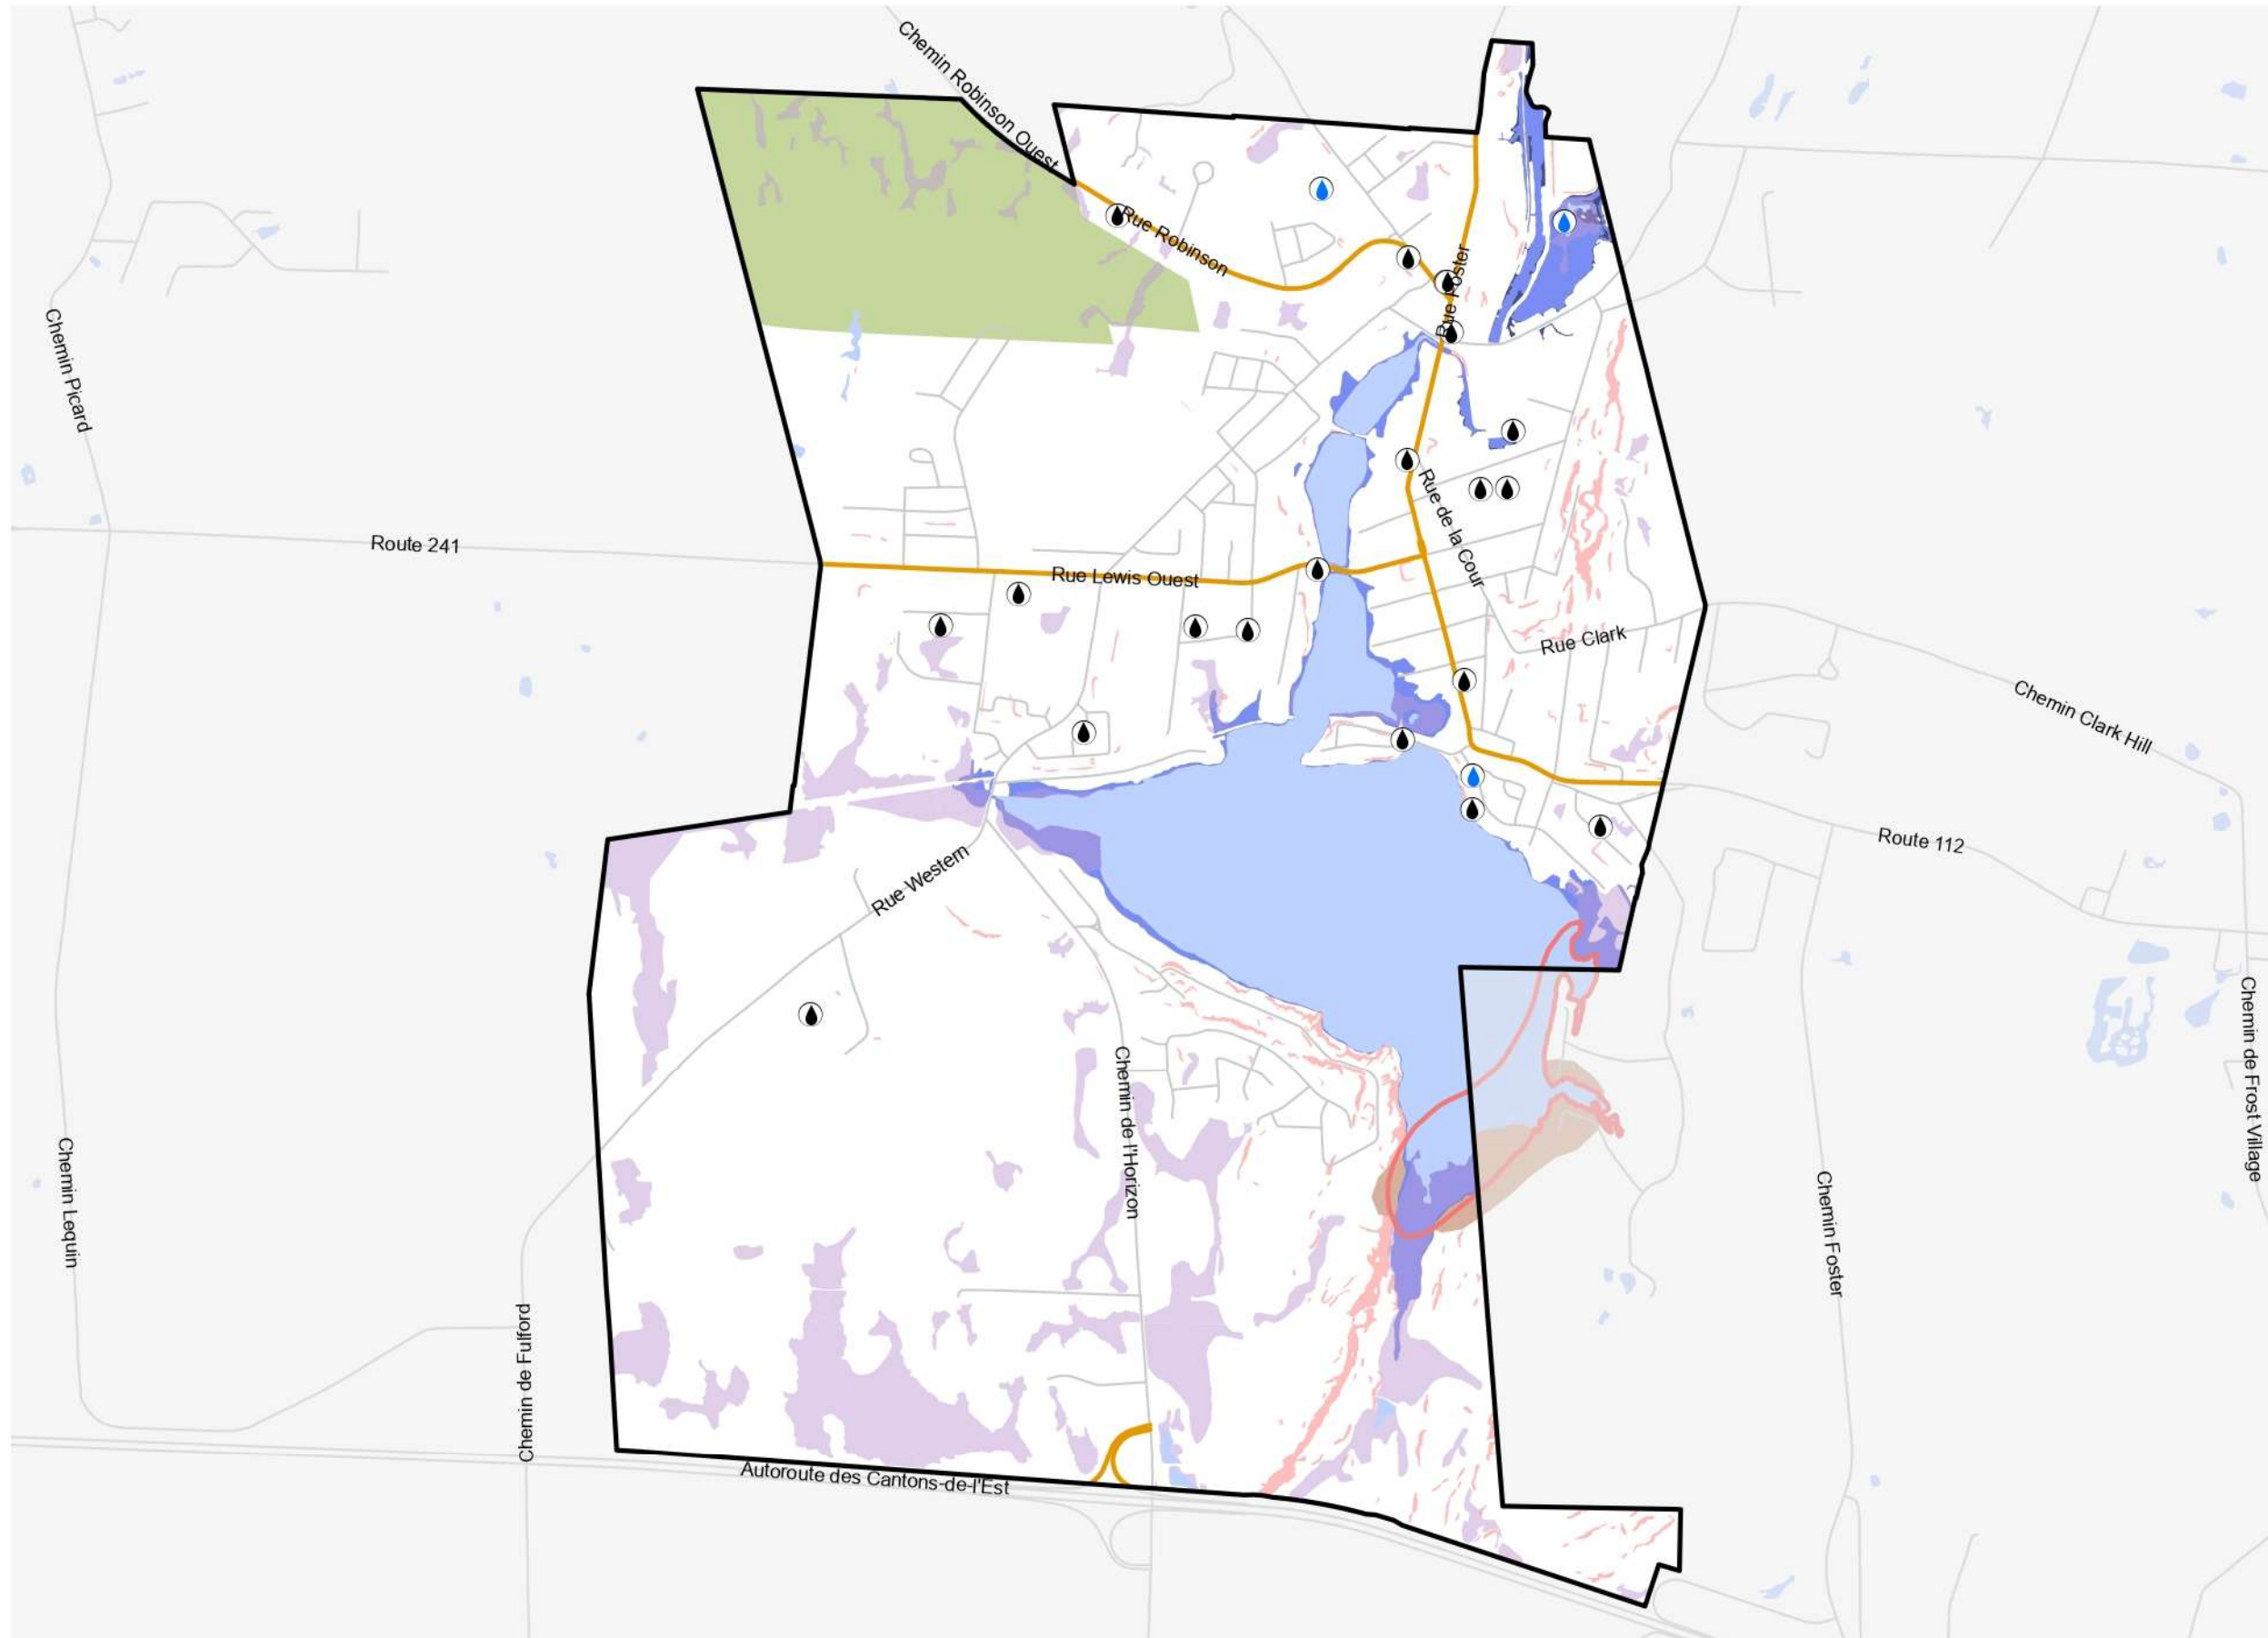 Chemin Robinson Ouest
Rue Robinson
Rue Foster
Chemin Picard
Route 241
Rue Lewis Ouest
Rue de la Cour
Rue Clark
Chemin Clark Hill
Route 112
Rue Western
Chemin de Frost Village
Chemin de l'Horizon
Chemin Lequin
Chemin Foster
Chemin de Fulford
Autoroute des Cantons-de-l'Est